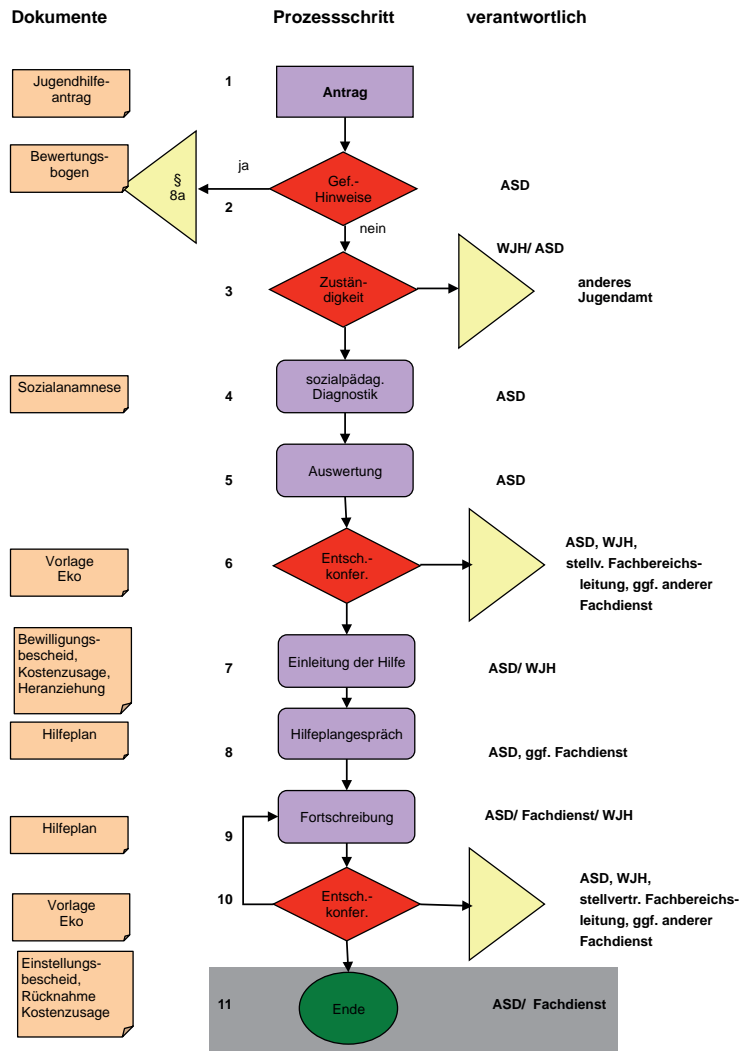 Dokumente Prozessschritt verantwortlich
Jugendhilfe-
antrag
1
Antrag
Bewertungs-
bogen
§
8a
ja
2
Gef.-
Hinweise
nein
ASD
3
Zustän-
digkeit
WJH/ ASD
anderes
Jugendamt
Sozialanamnese
4
sozialpädag.
Diagnostik
ASD
5
Auswertung
ASD
Vorlage
Eko
6
Entsch.-
konfer.
ASD, WJH,
stellv. Fachbereichs-
leitung, ggf. anderer
Fachdienst
Bewilligungs-
bescheid,
Kostenzusage,
Heranziehung
7
Einleitung der Hilfe
ASD/ WJH
Hilfeplan
8
Hilfeplangespräch
ASD, ggf. Fachdienst
Hilfeplan
9
Fortschreibung
ASD/ Fachdienst/ WJH
Vorlage
Eko
10
Entsch.-
konfer.
ASD, WJH,
stellvertr. Fachbereichs-
leitung, ggf. anderer
Fachdienst
Einstellungs-
bescheid,
Rücknahme
Kostenzusage
11
Ende
ASD/ Fachdienst